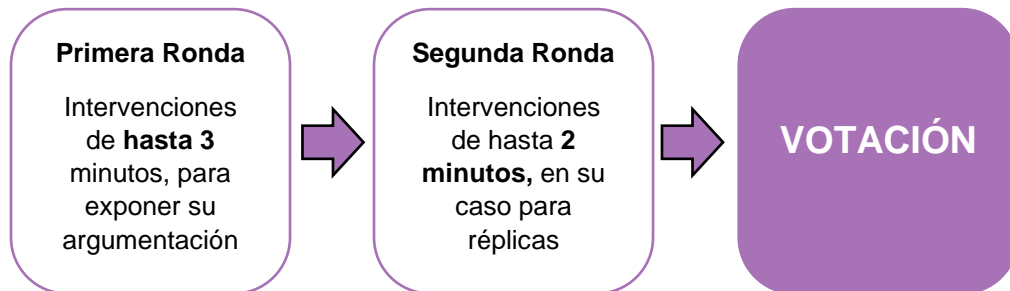 Primera Ronda
Intervenciones
de hasta 3
minutos, para
exponer su
argumentación
Segunda Ronda
Intervenciones
de hasta 2
minutos, en su
caso para
réplicas
VOTACIÓN